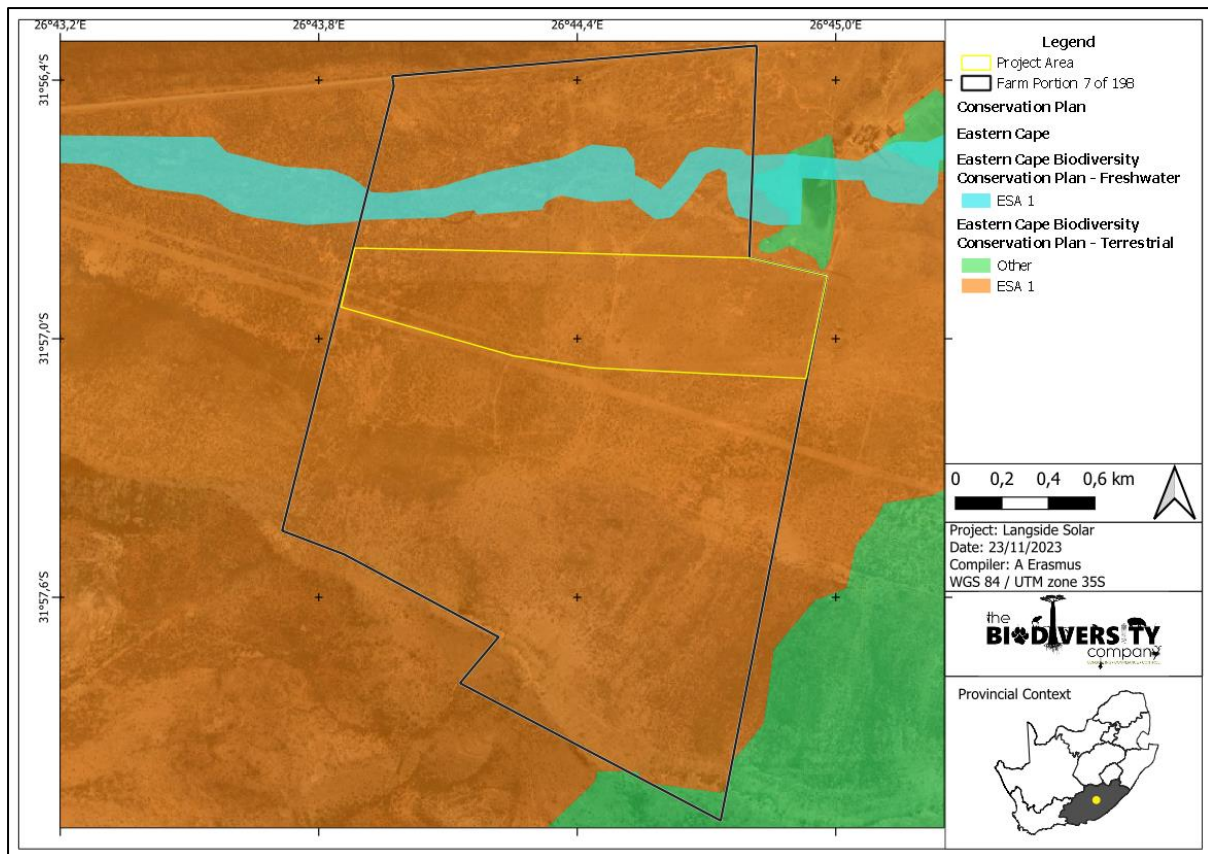 26°43,2'E 26°43,8'E 26°44,4'E 26°45,0'E
31°56,4'S
31°57,0'S
31°57,6'S
Legend
Project Area
Farm Portion 7 of 198
Conservation Plan
Eastern Cape
Eastern Cape Biodiversity
Conservation Plan - Freshwater
ESA 1
Eastern Cape Biodiversity
Conservation Plan - Terrestrial
Other
ESA 1
0 0,2 0,4 0,6 km
Project: Langside Solar
Date: 23/11/2023
Compiler: A Erasmus
WGS 84 / UTM zone 35S
the
BIODIVERSITY
company
Provincial Context